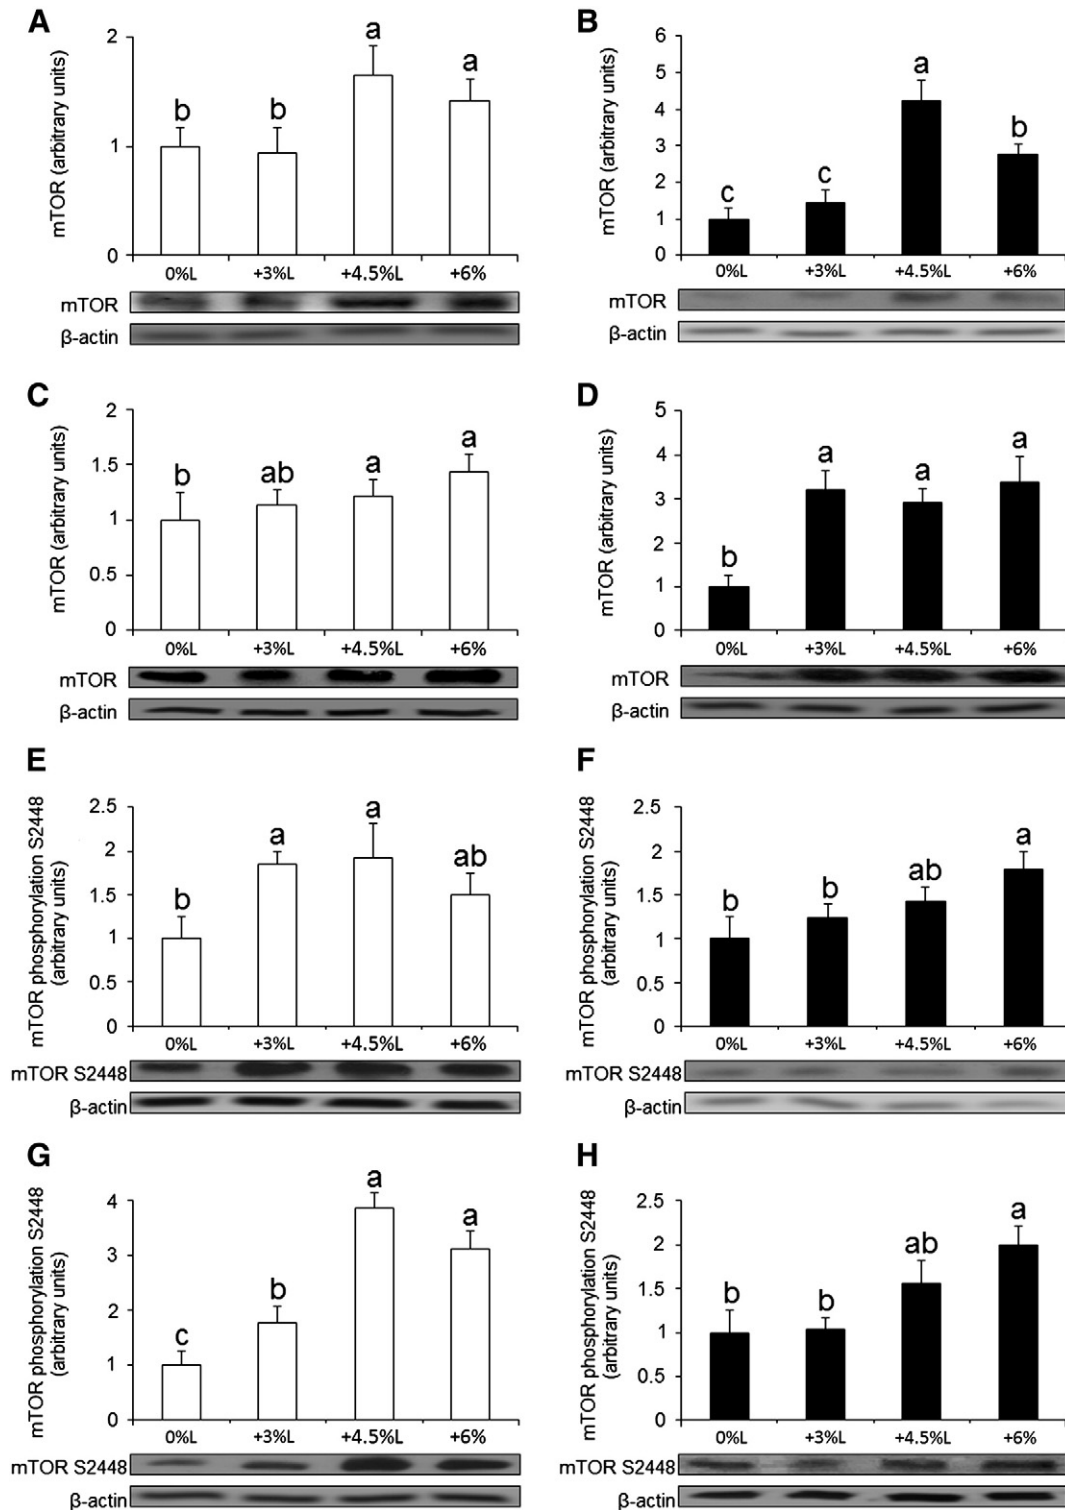 A
mTOR (arbitrary units)
2
1
0
b
b
a
a
0%L
+3%L
+4.5%L
+6%
mTOR
β-actin
B
mTOR (arbitrary units)
6
5
4
3
2
1
0
c
c
a
b
0%L
+3%L
+4.5%L
+6%
mTOR
β-actin
C
mTOR (arbitrary units)
2
1.5
1
0.5
0
b
ab
a
a
0%L
+3%L
+4.5%L
+6%
mTOR
β-actin
D
mTOR (arbitrary units)
5
4
3
2
1
0
b
a
a
a
0%L
+3%L
+4.5%L
+6%
mTOR
β-actin
E
mTOR phosphorylation S2448
(arbitrary units)
2.5
2
1.5
1
0.5
0
b
a
a
ab
0%L
+3%L
+4.5%L
+6%
mTOR S2448
β-actin
F
mTOR phosphorylation S2448
(arbitrary units)
2.5
2
1.5
1
0.5
0
b
b
ab
a
0%L
+3%L
+4.5%L
+6%
mTOR S2448
β-actin
G
mTOR phosphorylation S2448
(arbitrary units)
4
3
2
1
0
c
b
a
a
0%L
+3%L
+4.5%L
+6%
mTOR S2448
β-actin
H
mTOR phosphorylation S2448
(arbitrary units)
2.5
2
1.5
1
0.5
0
b
b
ab
a
0%L
+3%L
+4.5%L
+6%
mTOR S2448
β-actin